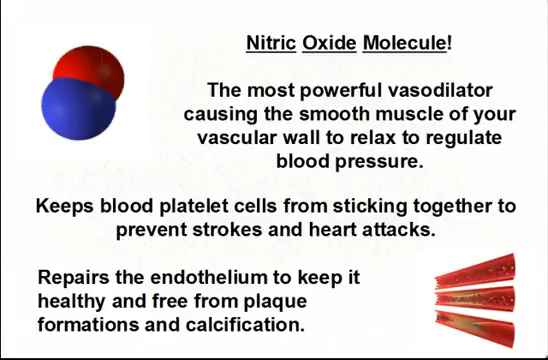 Nitric Oxide Molecule!
The most powerful vasodilator
causing the smooth muscle of your
vascular wall to relax to regulate
blood pressure.
Keeps blood platelet cells from sticking together to
prevent strokes and heart attacks.
Repairs the endothelium to keep it
healthy and free from plaque
formations and calcification.